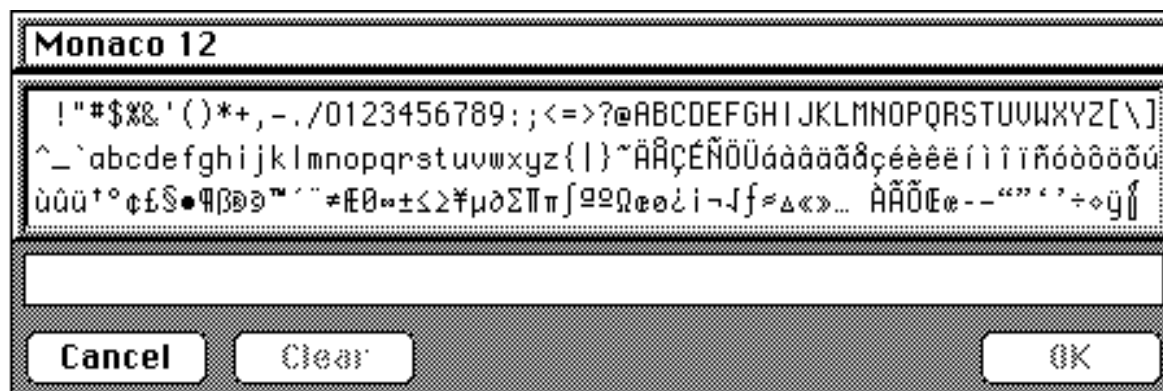 Monaco 12
!"#$%&'()*+,-./0123456789:;<=>?@ABCDEFGHIJKLMNOPQRSTUVWXYZ[\]
^_`abcdefghijklmnopqrstuvwxyz{|}~ÄÅÇÉÑÖÜáàâäãåçéèêëíìîïñóòôöõú
ùûü†°¢£§●¶ß®©™´¨≠ÆØ∞±≤≥¥µ∂∑∏π∫ªºΩæø¿¡¬√ƒ≈∆«»… ÀÃÕŒœ-–“”‘’÷⋄ÿ
Cancel
Clear
OK